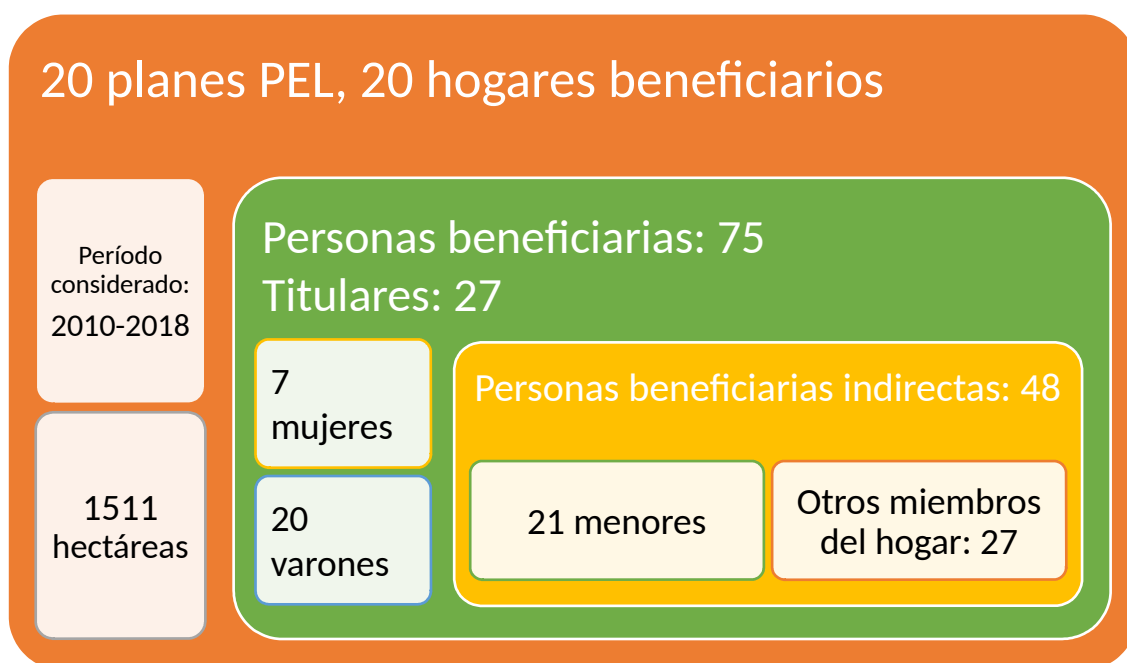 20 planes PEL, 20 hogares beneficiarios
Período
considerado:
2010-2018
1511
hectáreas
Personas beneficiarias: 75
Titulares: 27
7
mujeres
20
varones
Personas beneficiarias indirectas: 48
21 menores
Otros miembros
del hogar: 27